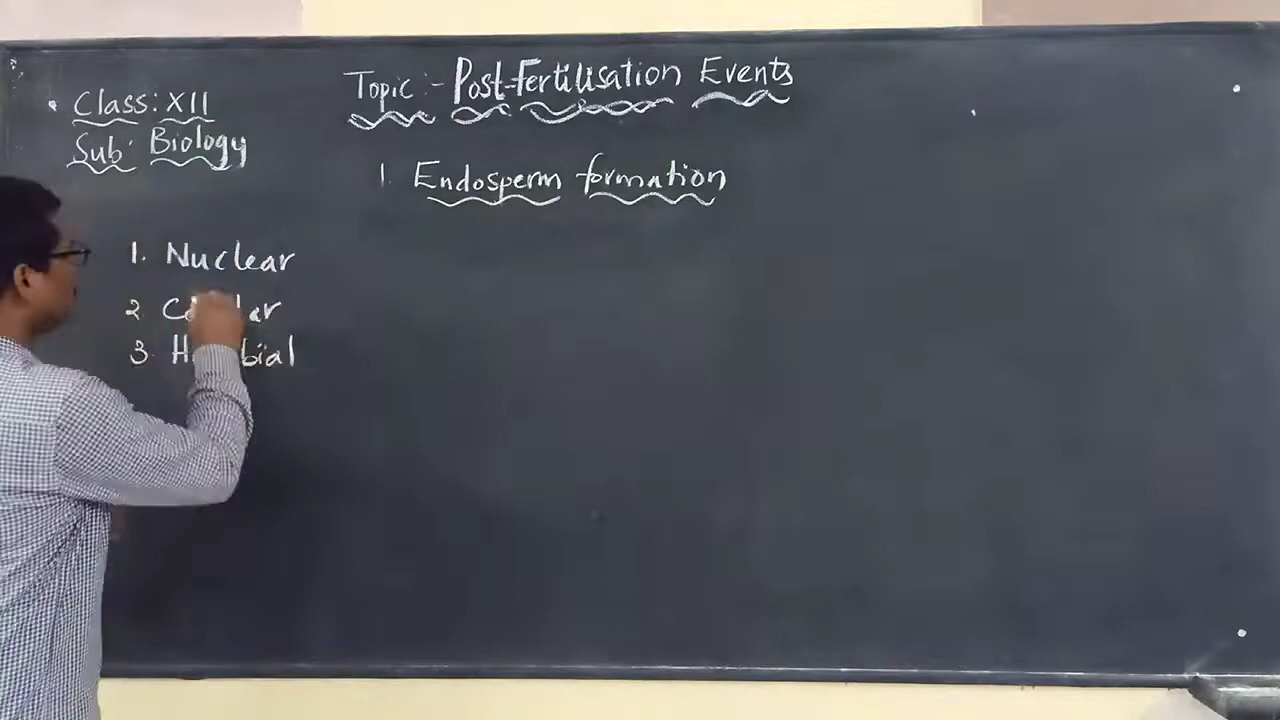 Class: XII
Sub: Biology
Topic :- Post-Fertilisation Events
1. Endosperm formation
1. Nuclear
2
3